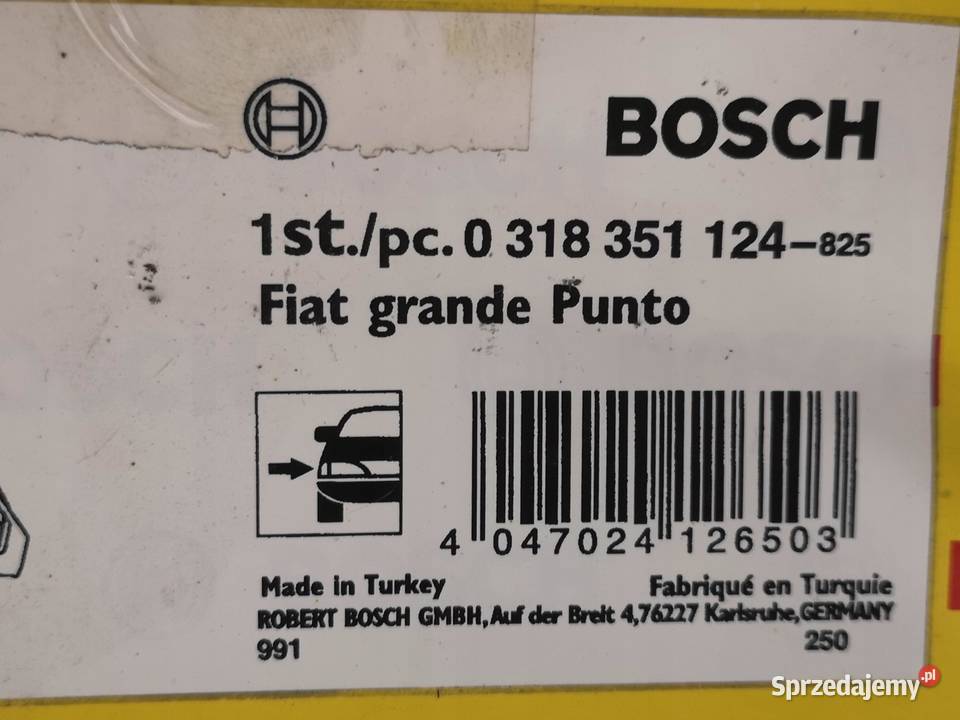 BOSCH
1st./pc. 0 318 351 124-825
Fiat grande Punto
4 047024 126503
Made in Turkey Fabriqué en Turquie
ROBERT BOSCH GMBH, Auf der Breit 4, 76227 Karlsruhe, GERMANY
991 250
Sprzedajemy.pl